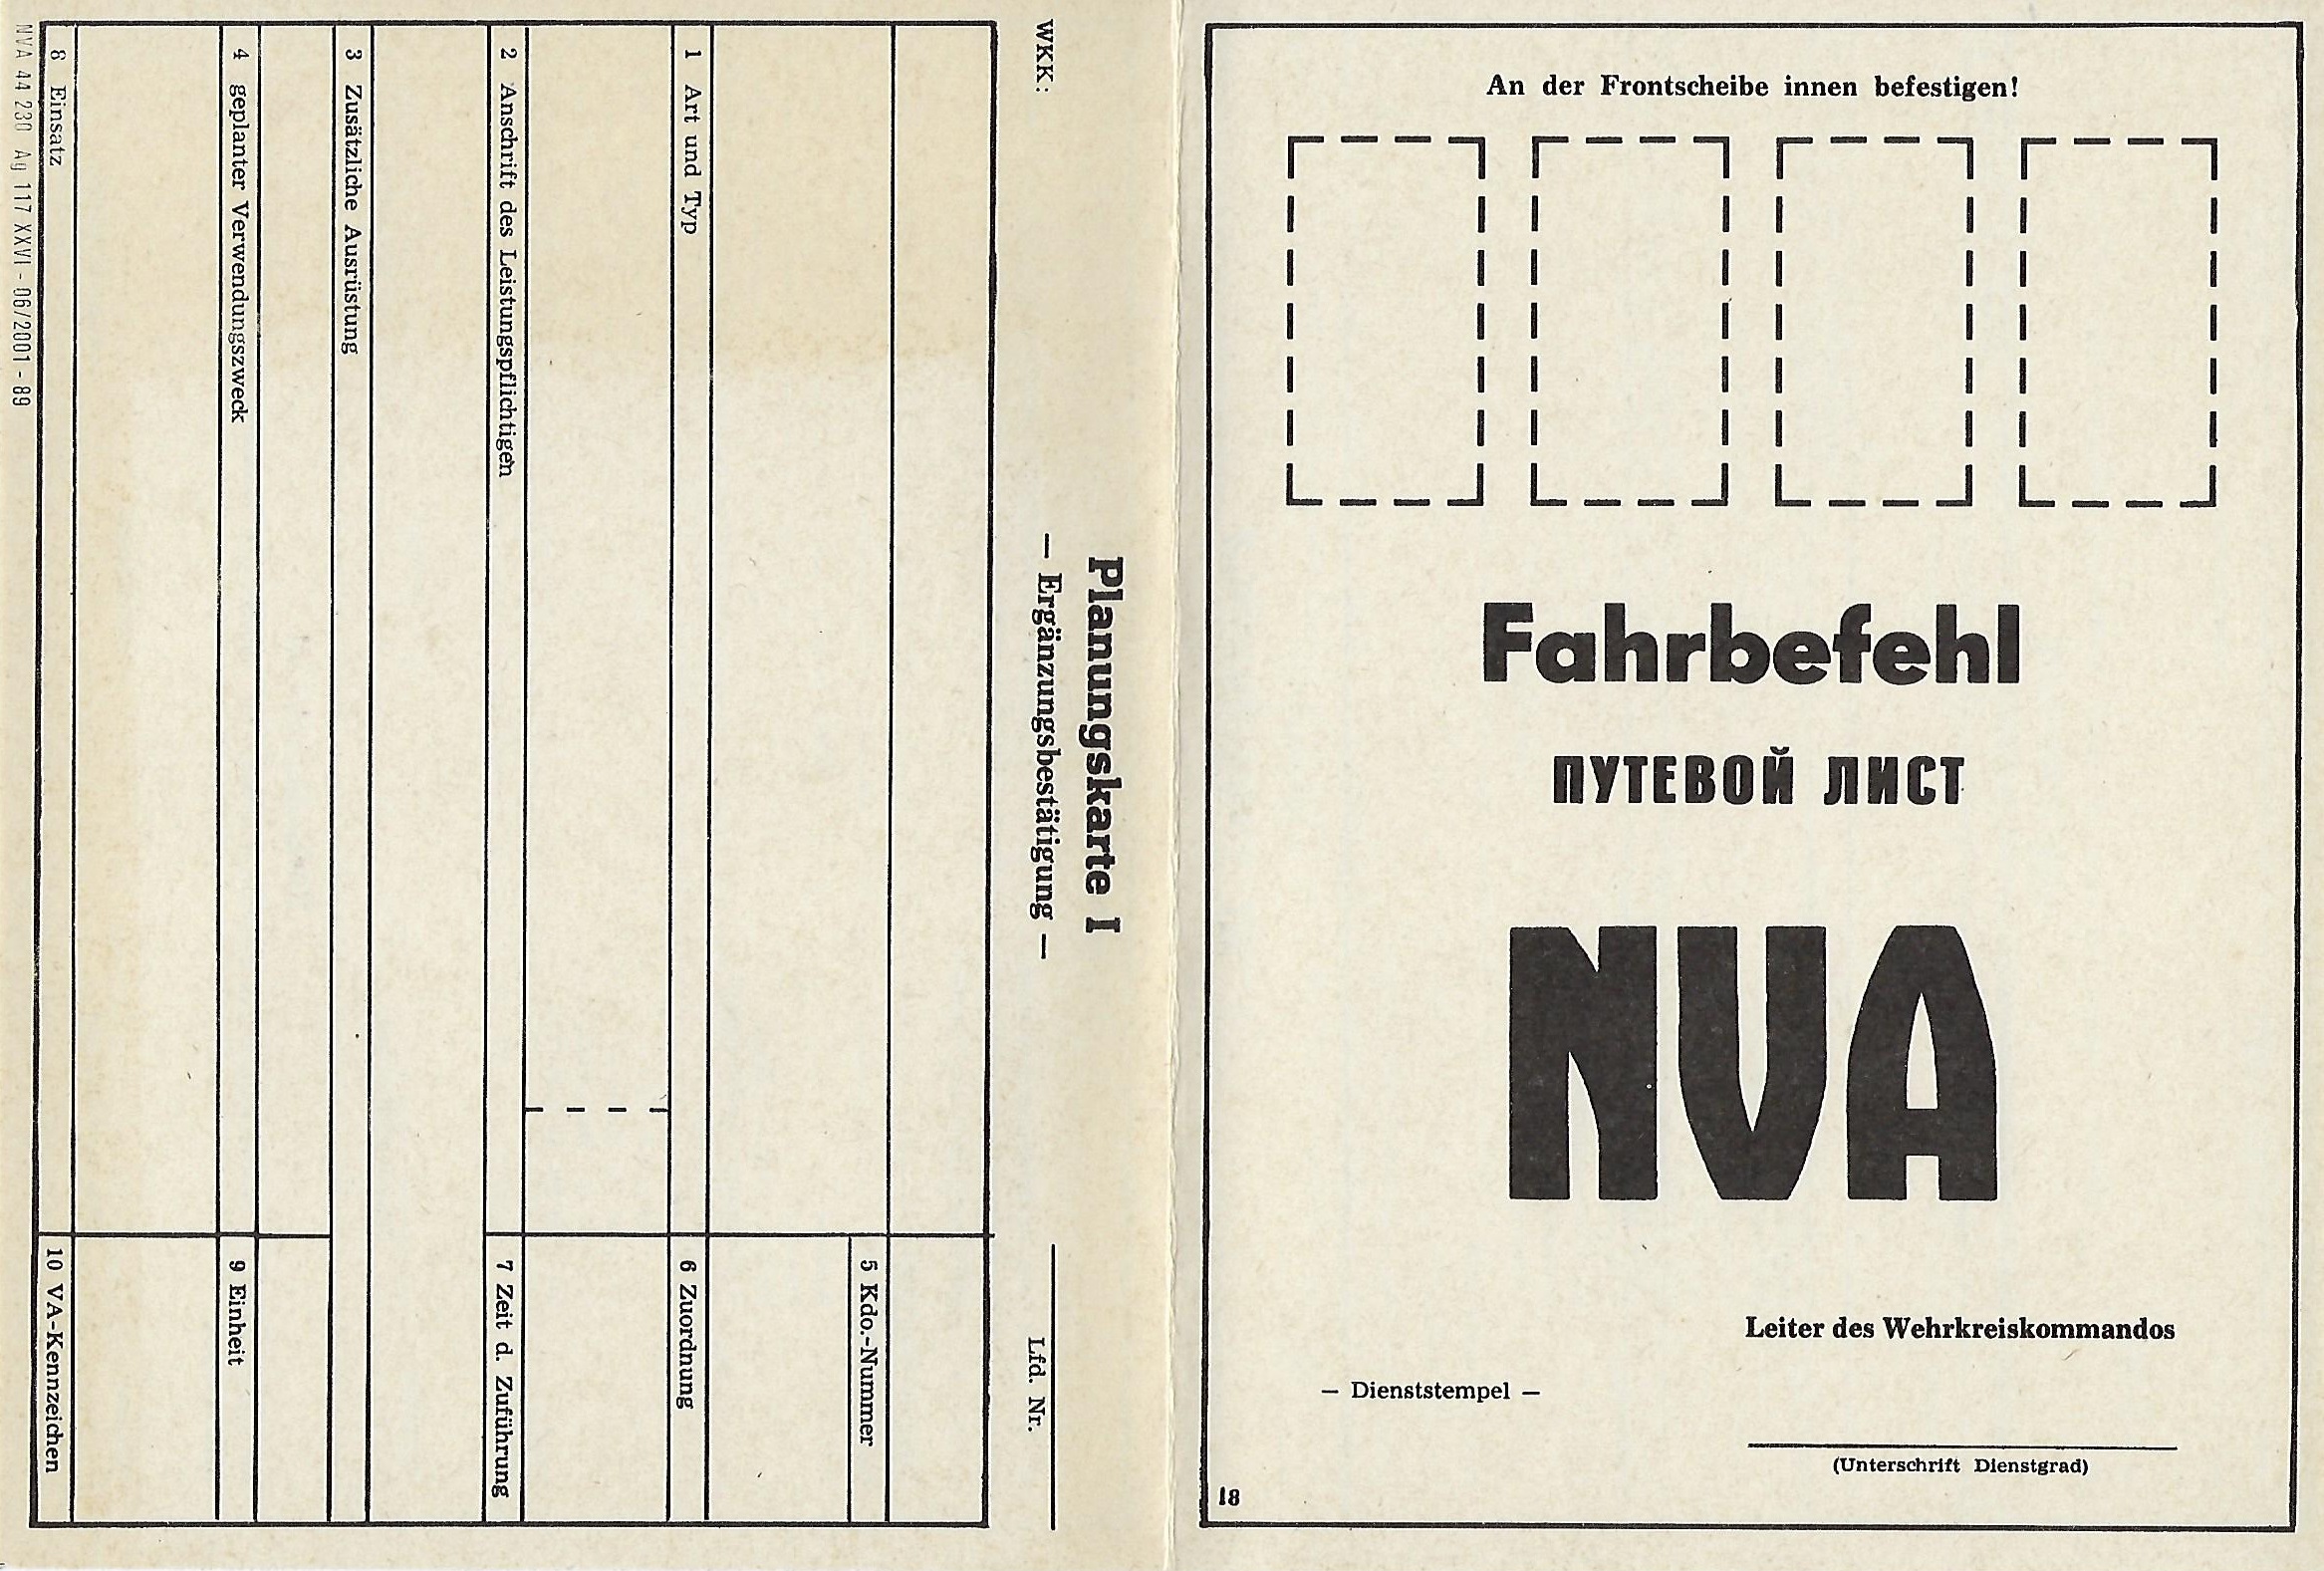 Planungskarte I
— Ergänzungsbestätigung —
WKK:
Lfd. Nr.
5 Kdo.-Nummer
1 Art und Typ
6 Zuordnung
2 Anschrift des Leistungspflichtigen
7 Zeit d. Zuführung
3 Zusätzliche Ausrüstung
4 geplanter Verwendungszweck
9 Einheit
8 Einsatz
10 VA-Kennzeichen
NVA 44 230 Ag 117 XXVI - 06/2001 - 89
An der Frontscheibe innen befestigen!
Fahrbefehl
ПУТЕВОЙ ЛИСТ
NVA
Leiter des Wehrkreiskommandos
— Dienststempel —
(Unterschrift Dienstgrad)
18